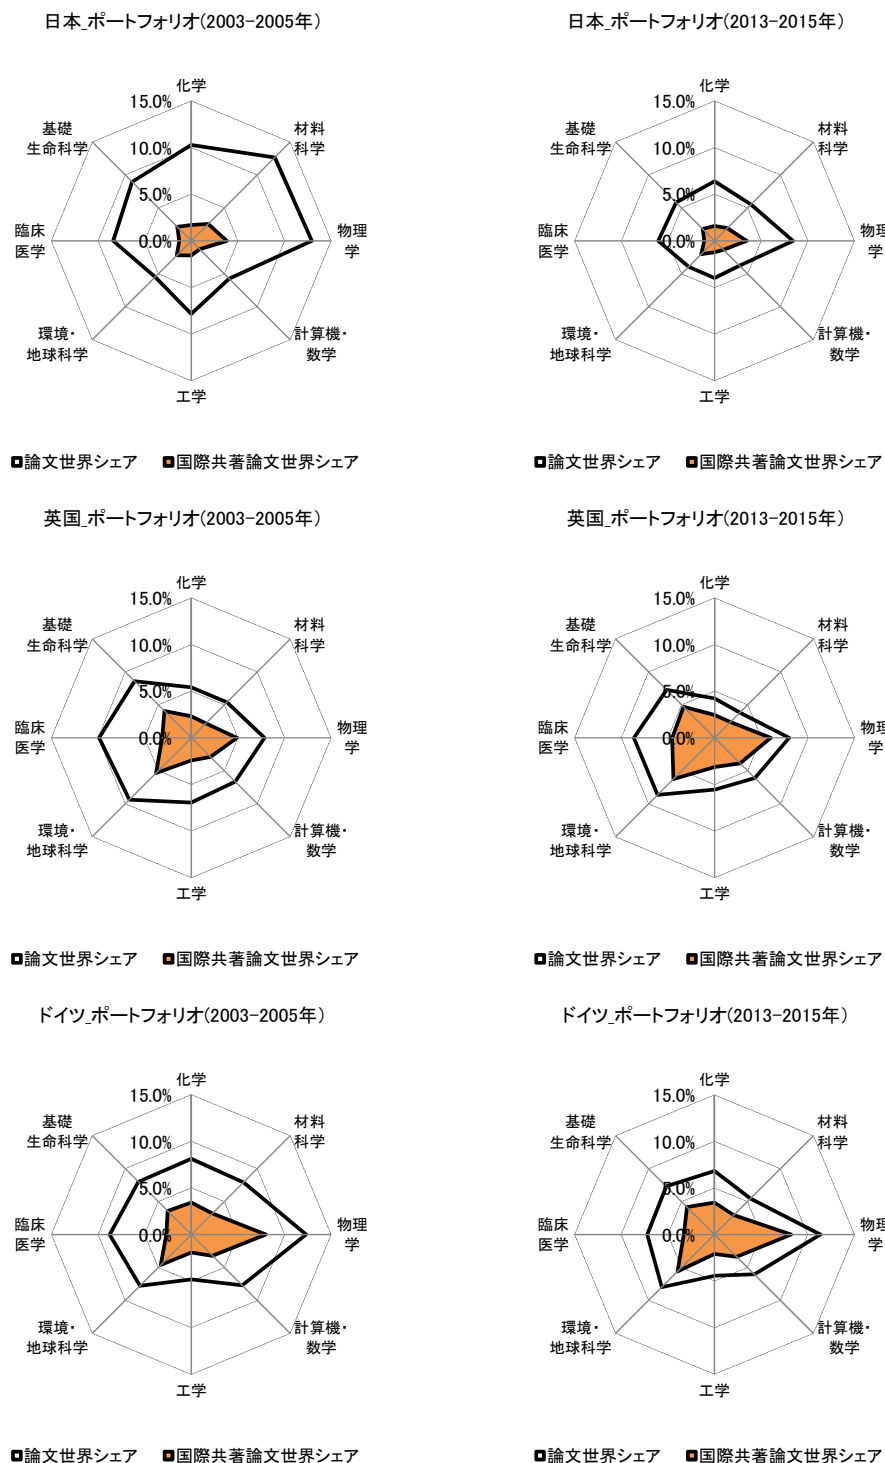 日本_ポートフォリオ(2003-2005年)
化学
15.0%
10.0%
5.0%
0.0%
材料
科学
物理
学
計算機・
数学
工学
環境・
地球科学
臨床
医学
基礎
生命科学
論文世界シェア
国際共著論文世界シェア
日本_ポートフォリオ(2013-2015年)
化学
15.0%
10.0%
5.0%
0.0%
材料
科学
物理
学
計算機・
数学
工学
環境・
地球科学
臨床
医学
基礎
生命科学
論文世界シェア
国際共著論文世界シェア
英国_ポートフォリオ(2003-2005年)
化学
15.0%
10.0%
5.0%
0.0%
材料
科学
物理
学
計算機・
数学
工学
環境・
地球科学
臨床
医学
基礎
生命科学
論文世界シェア
国際共著論文世界シェア
英国_ポートフォリオ(2013-2015年)
化学
15.0%
10.0%
5.0%
0.0%
材料
科学
物理
学
計算機・
数学
工学
環境・
地球科学
臨床
医学
基礎
生命科学
論文世界シェア
国際共著論文世界シェア
ドイツ_ポートフォリオ(2003-2005年)
化学
15.0%
10.0%
5.0%
0.0%
材料
科学
物理
学
計算機・
数学
工学
環境・
地球科学
臨床
医学
基礎
生命科学
論文世界シェア
国際共著論文世界シェア
ドイツ_ポートフォリオ(2013-2015年)
化学
15.0%
10.0%
5.0%
0.0%
材料
科学
物理
学
計算機・
数学
工学
環境・
地球科学
臨床
医学
基礎
生命科学
論文世界シェア
国際共著論文世界シェア